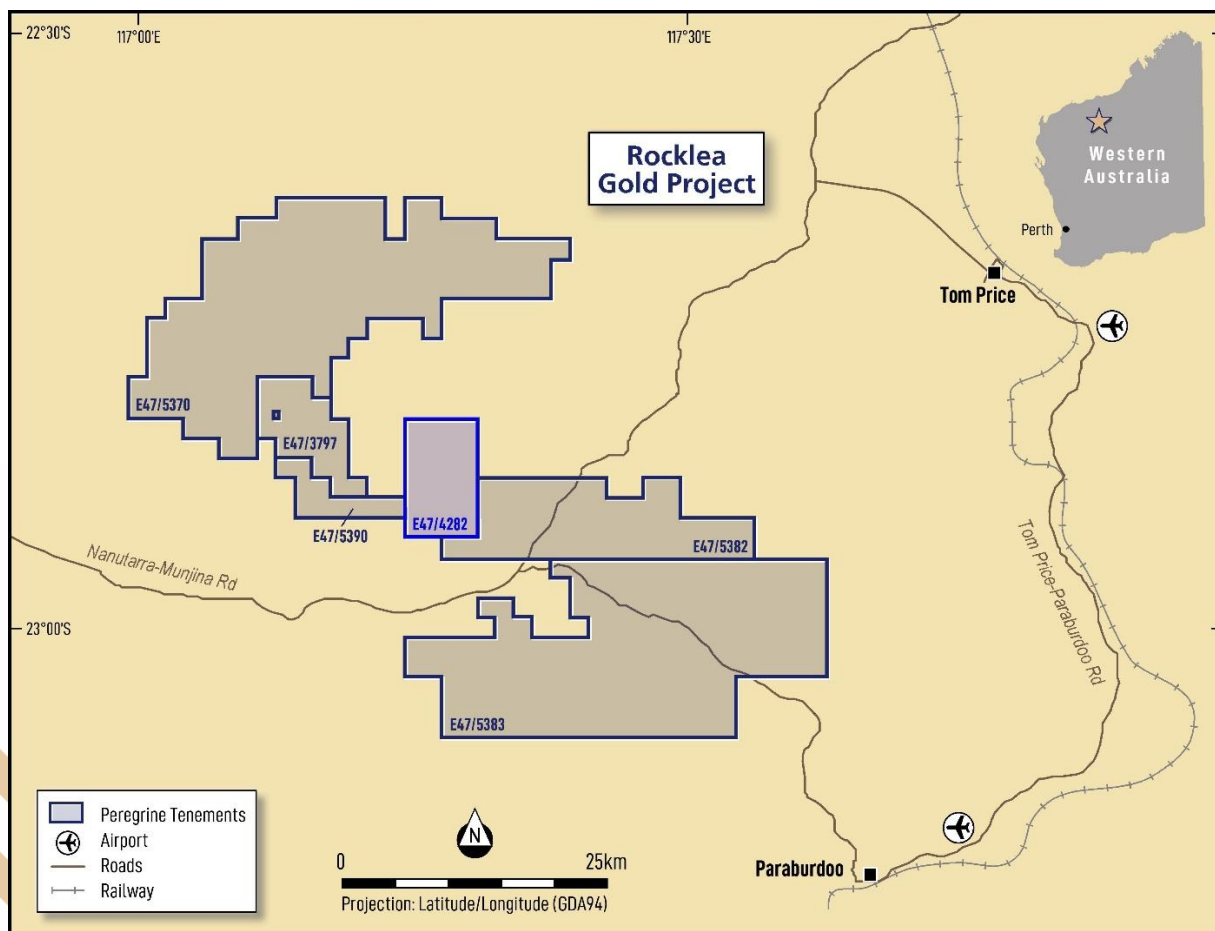 22°30'S
117°00'E
117°30'E
Rocklea
Gold Project
Western
Australia
Perth
Tom Price
E47/5370
E47/3797
E47/5390
E47/4282
E47/5382
Nanutarra-Munjina Rd
Tom Price-Paraburdoo Rd
23°00'S
E47/5383
Peregrine Tenements
Airport
Roads
Railway
N
0 25km
Projection: Latitude/Longitude (GDA94)
Paraburdoo